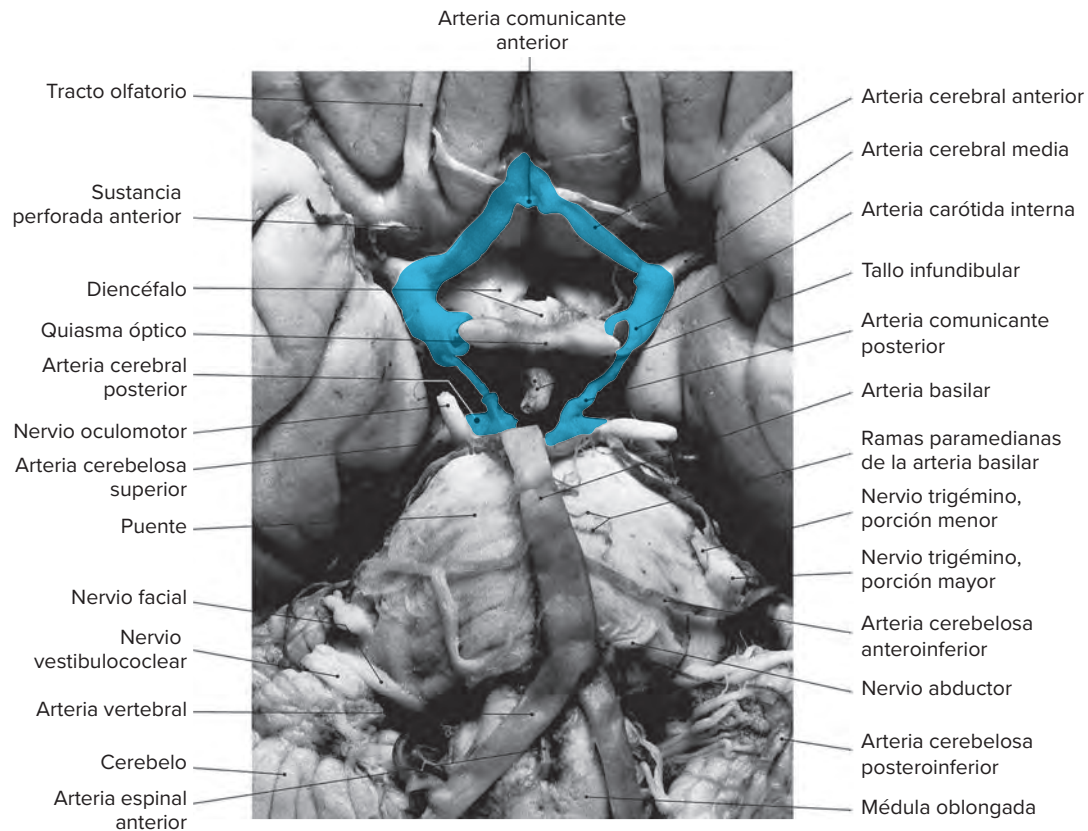 Arteria comunicante
anterior
Tracto olfatorio
Sustancia
perforada anterior
Diencéfalo
Quiasma óptico
Arteria cerebral
posterior
Nervio oculomotor
Arteria cerebelosa
superior
Puente
Nervio facial
Nervio
vestibulococlear
Arteria vertebral
Cerebelo
Arteria espinal
anterior
Arteria cerebral anterior
Arteria cerebral media
Arteria carótida interna
Tallo infundibular
Arteria comunicante
posterior
Arteria basilar
Ramas paramedianas
de la arteria basilar
Nervio trigémino,
porción menor
Nervio trigémino,
porción mayor
Arteria cerebelosa
anteroinferior
Nervio abductor
Arteria cerebelosa
posteroinferior
Médula oblongada